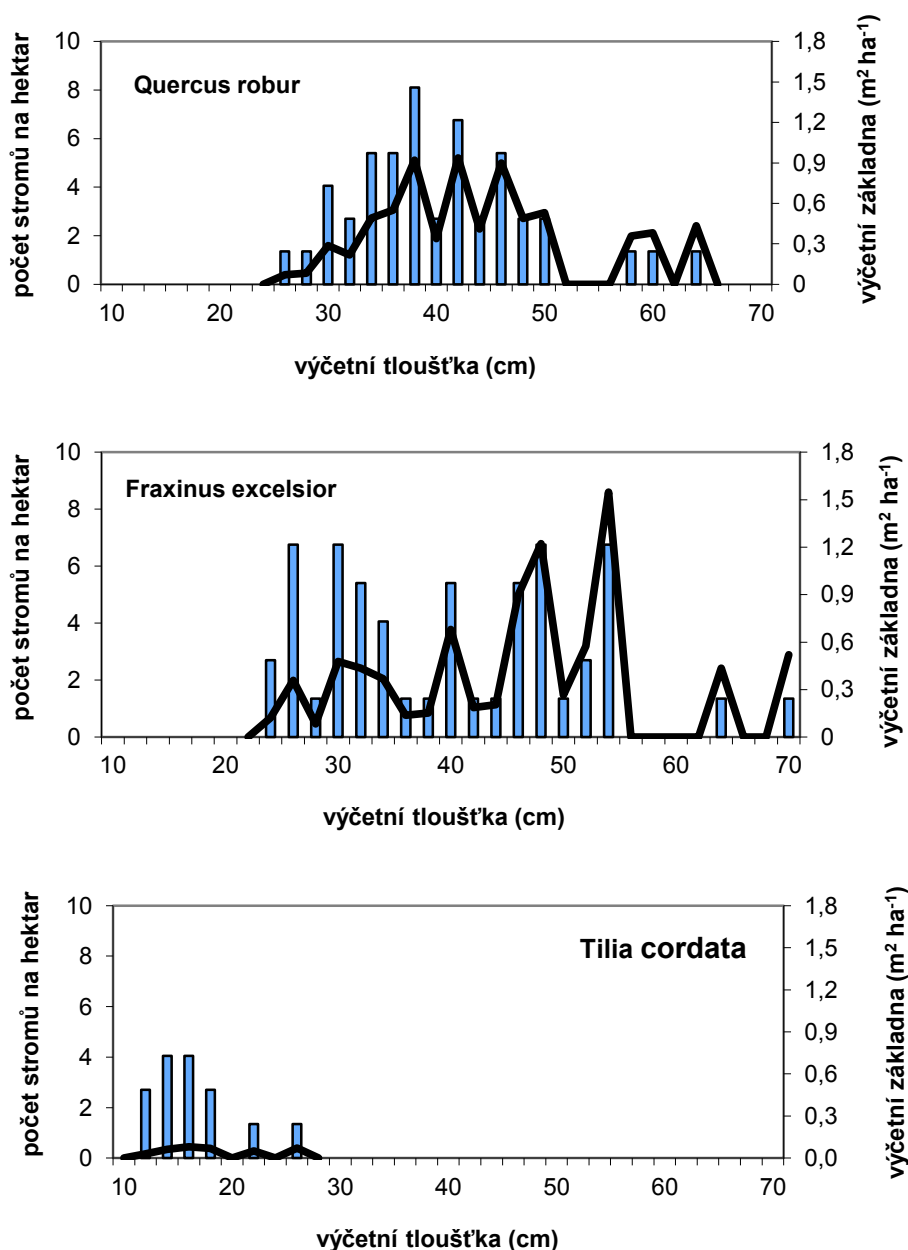 Quercus robur
počet stromů na hektar
10
8
6
4
2
0
1,8
1,5
1,2
0,9
0,6
0,3
0
výčetní základna (m² ha⁻¹)
10 20 30 40 50 60 70
výčetní tloušťka (cm)
Fraxinus excelsior
počet stromů na hektar
10
8
6
4
2
0
1,8
1,5
1,2
0,9
0,6
0,3
0
výčetní základna (m² ha⁻¹)
10 20 30 40 50 60 70
výčetní tloušťka (cm)
Tilia cordata
počet stromů na hektar
10
8
6
4
2
0
1,8
1,5
1,2
0,9
0,6
0,3
0,0
výčetní základna (m² ha⁻¹)
10 20 30 40 50 60 70
výčetní tloušťka (cm)